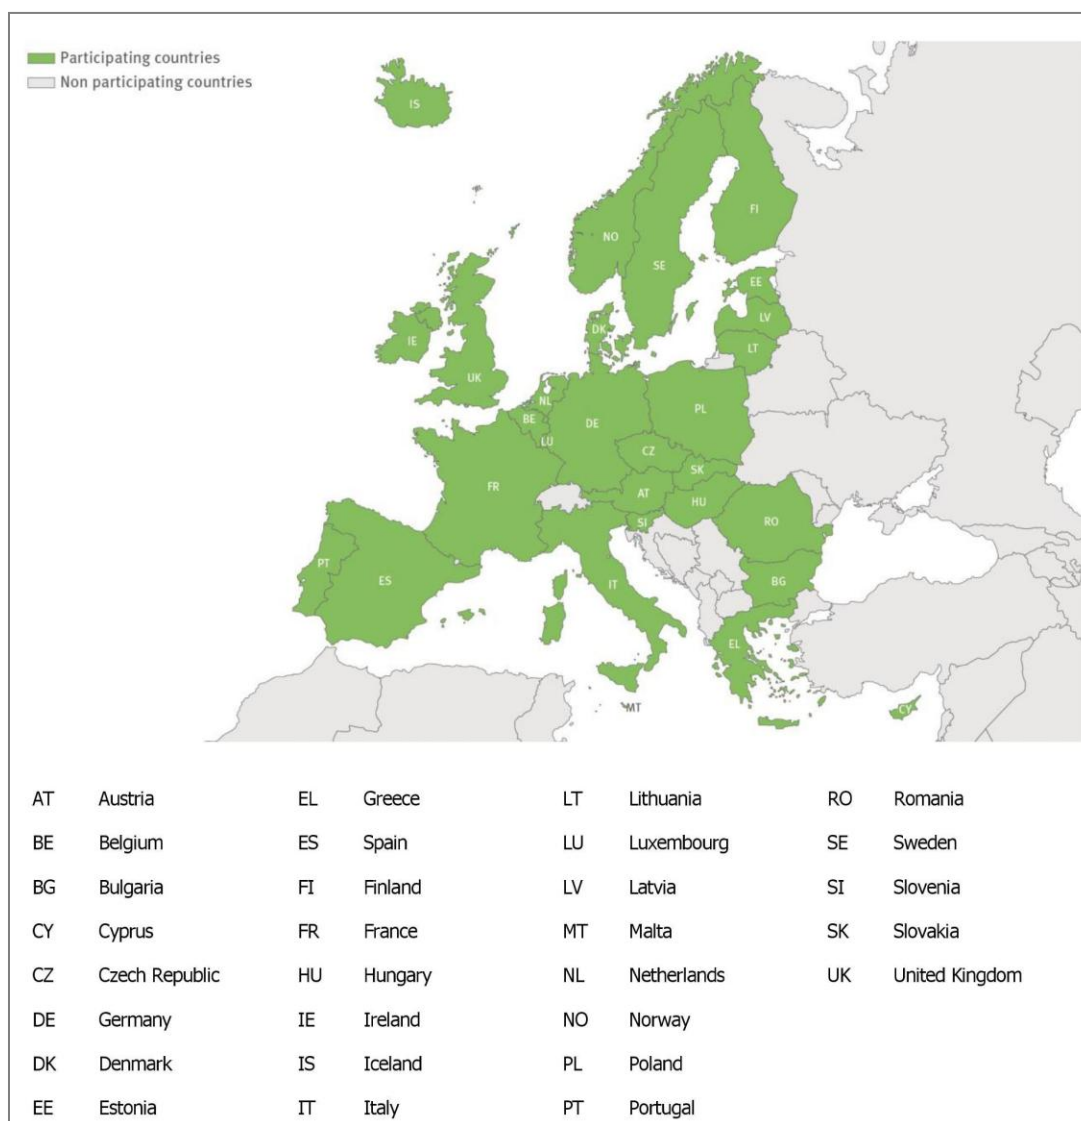 Participating countries
Non participating countries
IS
FI
NO
SE
EE
LV
DK
LT
IE
UK
NL
PL
BE
DE
LU
CZ
SK
FR
AT
HU
SI
RO
PT
ES
IT
BG
EL
MT
CY
AT Austria EL Greece LT Lithuania RO Romania
BE Belgium ES Spain LU Luxembourg SE Sweden
BG Bulgaria FI Finland LV Latvia SI Slovenia
CY Cyprus FR France MT Malta SK Slovakia
CZ Czech Republic HU Hungary NL Netherlands UK United Kingdom
DE Germany IE Ireland NO Norway
DK Denmark IS Iceland PL Poland
EE Estonia IT Italy PT Portugal